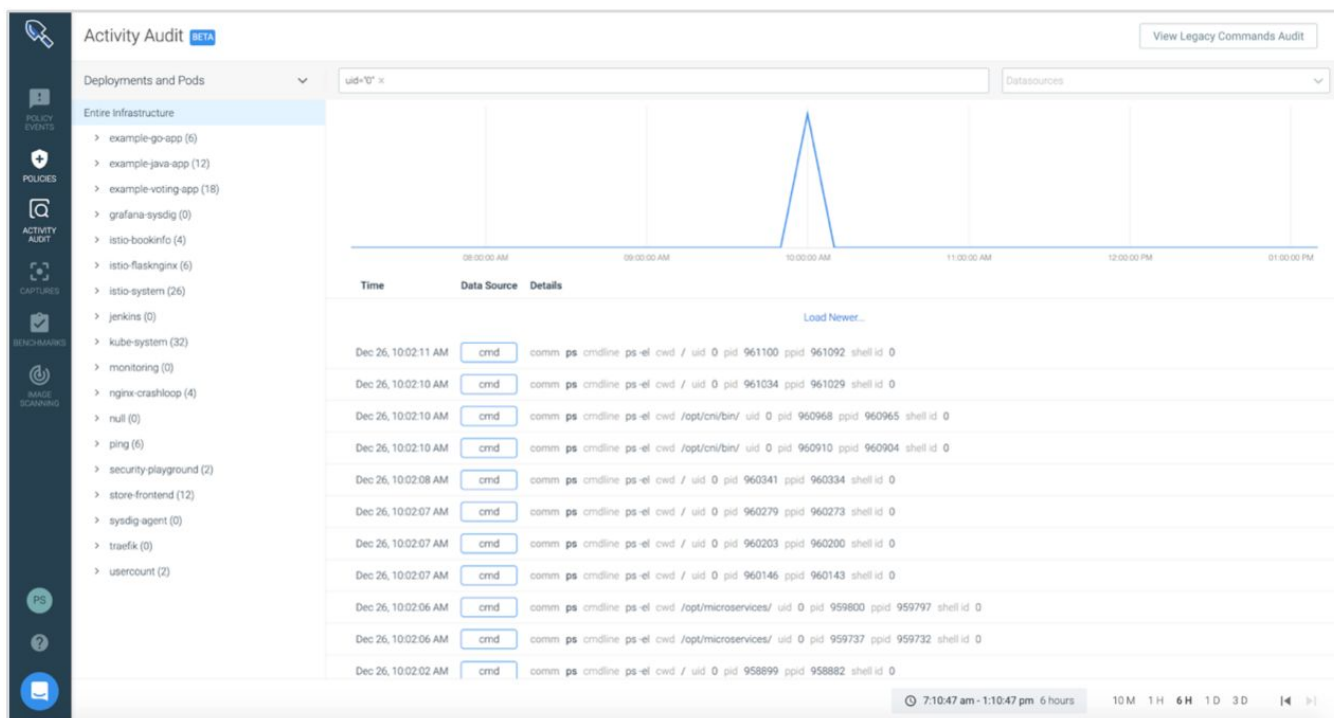 Activity Audit BETA
View Legacy Commands Audit
POLICY EVENTS
POLICIES
ACTIVITY AUDIT
CAPTURES
BENCHMARKS
IMAGE SCANNING
PS
?
Deployments and Pods
Entire Infrastructure
> example-go-app (6)
> example-java-app (12)
> example-voting-app (18)
> grafana-sysdig (0)
> istio-bookinfo (4)
> istio-flasknginx (6)
> istio-system (26)
> jenkins (0)
> kube-system (32)
> monitoring (0)
> nginx-crashloop (4)
> null (0)
> ping (6)
> security-playground (2)
> store-frontend (12)
> sysdig-agent (0)
> traefik (0)
> usercount (2)
uid="0" ×
Datasources
08:00:00 AM 09:00:00 AM 10:00:00 AM 11:00:00 AM 12:00:00 PM 01:00:00 PM
Time Data Source Details
Load Newer...
Dec 26, 10:02:11 AM cmd comm ps cmdline ps -el cwd / uid 0 pid 961100 ppid 961092 shell id 0
Dec 26, 10:02:10 AM cmd comm ps cmdline ps -el cwd / uid 0 pid 961034 ppid 961029 shell id 0
Dec 26, 10:02:10 AM cmd comm ps cmdline ps -el cwd /opt/cni/bin/ uid 0 pid 960968 ppid 960965 shell id 0
Dec 26, 10:02:10 AM cmd comm ps cmdline ps -el cwd /opt/cni/bin/ uid 0 pid 960910 ppid 960904 shell id 0
Dec 26, 10:02:08 AM cmd comm ps cmdline ps -el cwd / uid 0 pid 960341 ppid 960334 shell id 0
Dec 26, 10:02:07 AM cmd comm ps cmdline ps -el cwd / uid 0 pid 960279 ppid 960273 shell id 0
Dec 26, 10:02:07 AM cmd comm ps cmdline ps -el cwd / uid 0 pid 960203 ppid 960200 shell id 0
Dec 26, 10:02:07 AM cmd comm ps cmdline ps -el cwd / uid 0 pid 960146 ppid 960143 shell id 0
Dec 26, 10:02:06 AM cmd comm ps cmdline ps -el cwd /opt/microservices/ uid 0 pid 959800 ppid 959797 shell id 0
Dec 26, 10:02:06 AM cmd comm ps cmdline ps -el cwd /opt/microservices/ uid 0 pid 959737 ppid 959732 shell id 0
Dec 26, 10:02:02 AM cmd comm ps cmdline ps -el cwd / uid 0 pid 958899 ppid 958882 shell id 0
7:10:47 am - 1:10:47 pm 6 hours 10 M 1 H 6 H 1 D 3 D